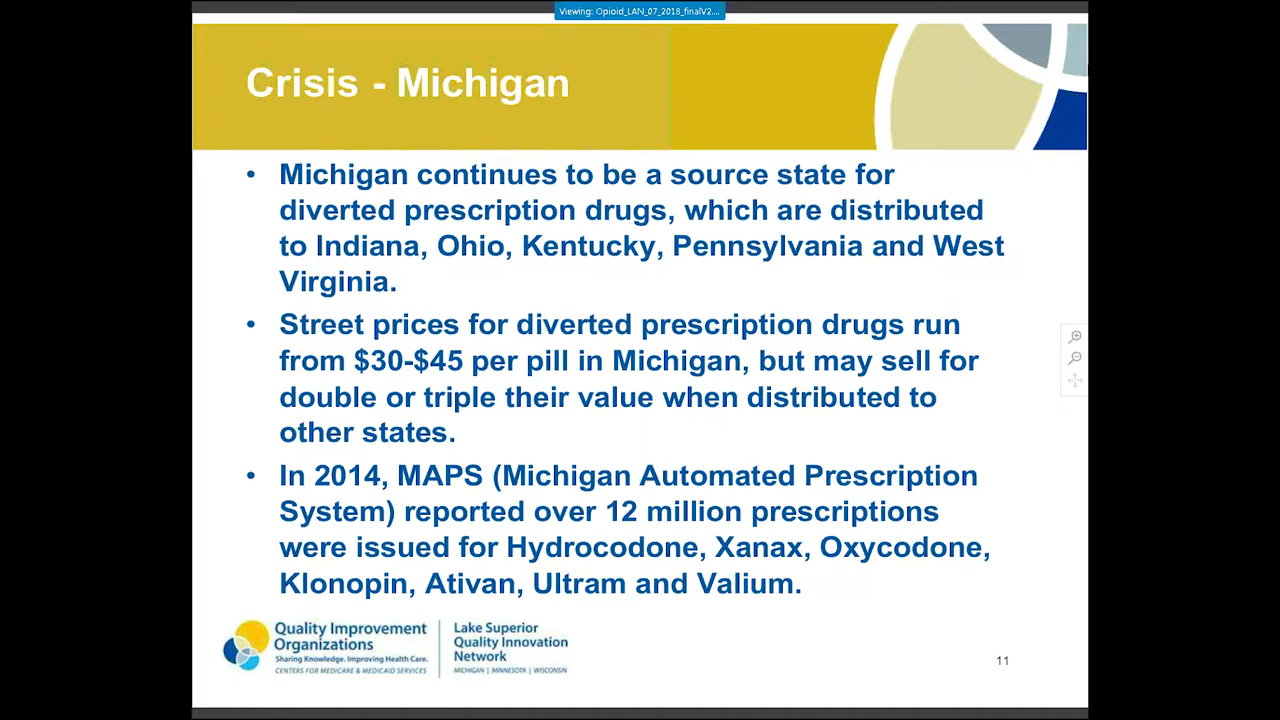 Viewing: Opioid_LAN_07_2018_finalV2....
Crisis - Michigan
• Michigan continues to be a source state for
diverted prescription drugs, which are distributed
to Indiana, Ohio, Kentucky, Pennsylvania and West
Virginia.
• Street prices for diverted prescription drugs run
from $30-$45 per pill in Michigan, but may sell for
double or triple their value when distributed to
other states.
• In 2014, MAPS (Michigan Automated Prescription
System) reported over 12 million prescriptions
were issued for Hydrocodone, Xanax, Oxycodone,
Klonopin, Ativan, Ultram and Valium.
Quality Improvement
Organizations
Sharing Knowledge. Improving Health Care.
CENTERS FOR MEDICARE & MEDICAID SERVICES
Lake Superior
Quality Innovation
Network
MICHIGAN | MINNESOTA | WISCONSIN
11